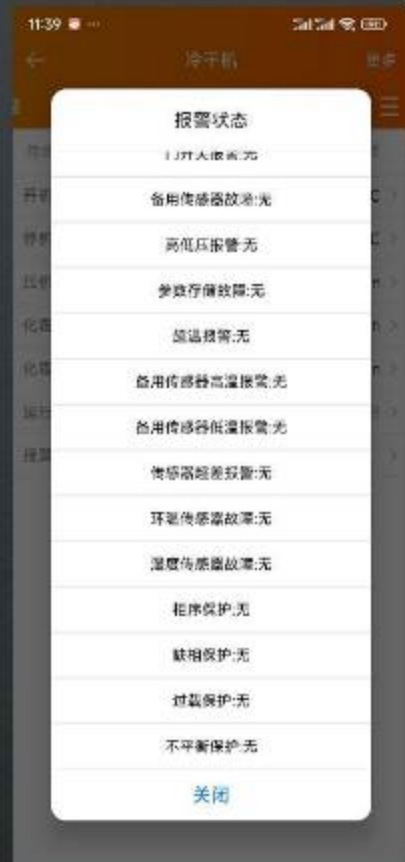 11:39
冷干机
更多
报警状态
备用传感器故障:无
高低压报警:无
参数存储故障:无
超温报警:无
备用传感器高温报警:无
备用传感器低温报警:无
传感器超差报警:无
环温传感器故障:无
湿度传感器故障:无
相序保护:无
缺相保护:无
过载保护:无
不平衡保护:无
关闭